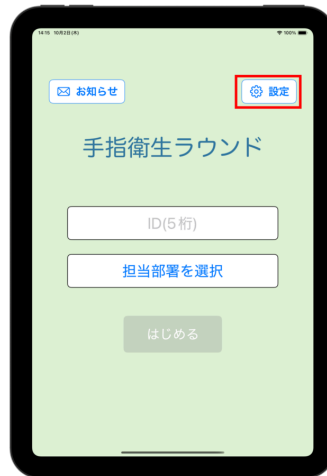 14:15 10月2日(木)
100%
お知らせ
設定
手指衛生ラウンド
ID(5桁)
担当部署を選択
はじめる